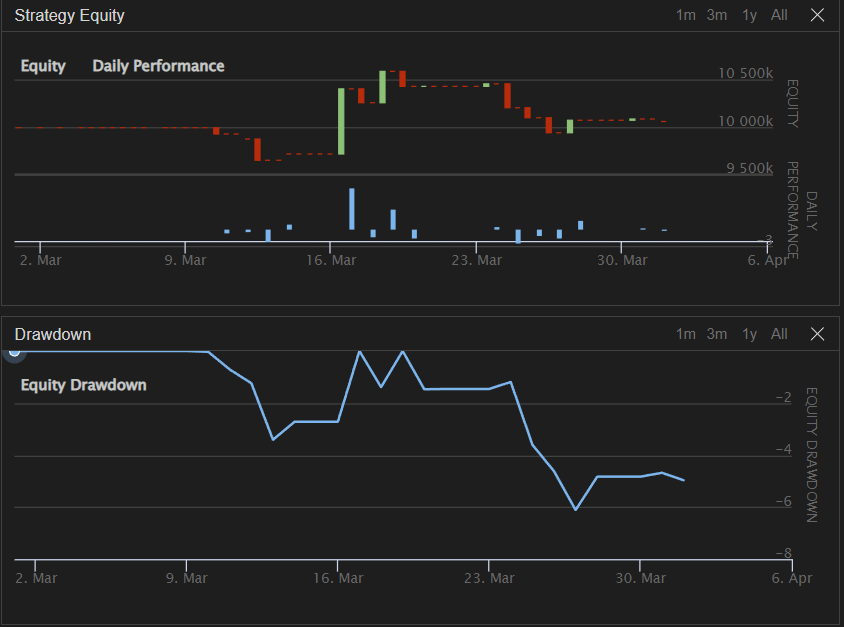 Strategy Equity
1m 3m 1y All
Equity Daily Performance
10 500k
10 000k
9 500k
EQUITY
DAILY
PERFORMANCE
2. Mar 9. Mar 16. Mar 23. Mar 30. Mar 6. Apr
Drawdown
1m 3m 1y All
Equity Drawdown
−2
−4
−6
−8
EQUITY DRAWDOWN
2. Mar 9. Mar 16. Mar 23. Mar 30. Mar 6. Apr